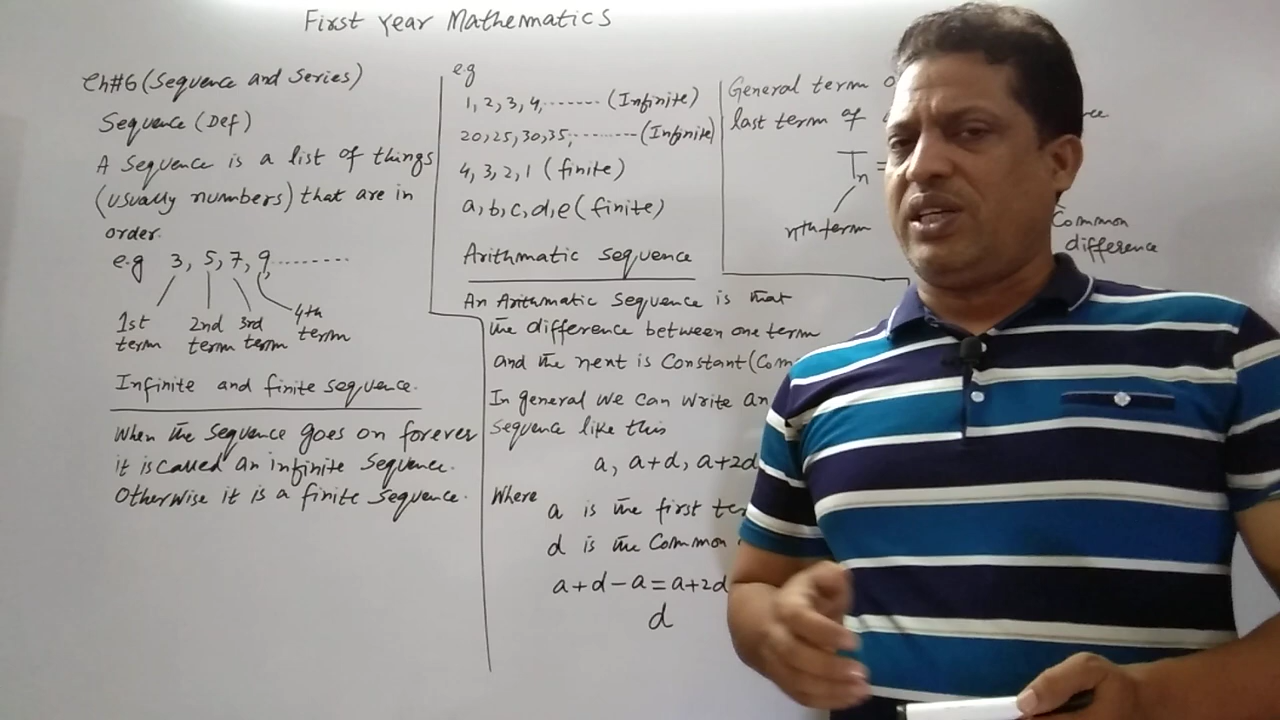 First Year Mathematics
Ch#6 (Sequence and Series)
Sequence (Def)
A Sequence is a list of things
(usually numbers) that are in
order.
e.g 3, 5, 7, 9, ..........
1st term 2nd term 3rd term 4th term
Infinite and finite sequence.
When the sequence goes on forever
it is called an infinite sequence.
Otherwise it is a finite sequence.
e.g
1, 2, 3, 4, ....... (Infinite)
20, 25, 30, 35, .......... (Infinite)
4, 3, 2, 1 (finite)
a, b, c, d, e (finite)
Arithmatic Sequence
An Arithmatic Sequence is that
the difference between one term
and the next is Constant (Com
In general we can write an
Sequence like this
a, a+d, a+2d
Where
a is the first
d is the Common
a+d-a = a+2d
d
General term
last term of
Tn =
nth term
Common
difference